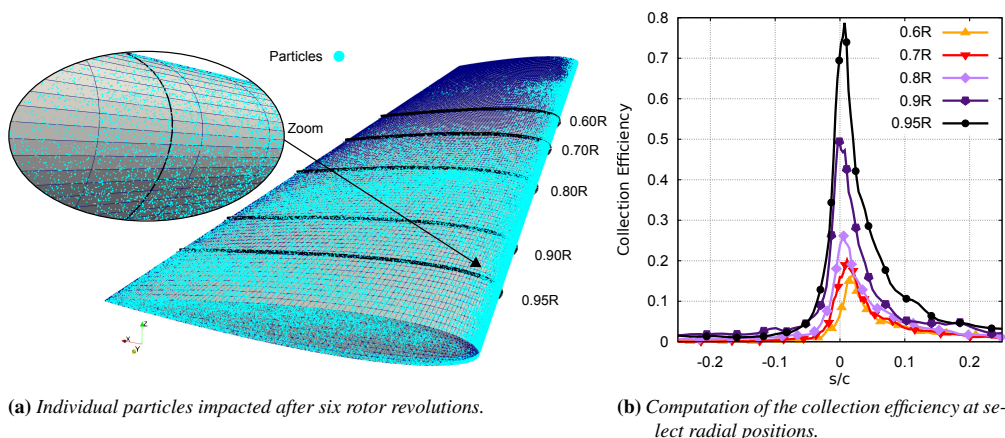 Particles
Zoom
0.60R
0.70R
0.80R
0.90R
0.95R
z
x
y
(a) Individual particles impacted after six rotor revolutions.
0.8
0.7
0.6
0.5
0.4
0.3
0.2
0.1
0
Collection Efficiency
0.6R
0.7R
0.8R
0.9R
0.95R
-0.2 -0.1 0 0.1 0.2
s/c
(b) Computation of the collection efficiency at se-
lect radial positions.